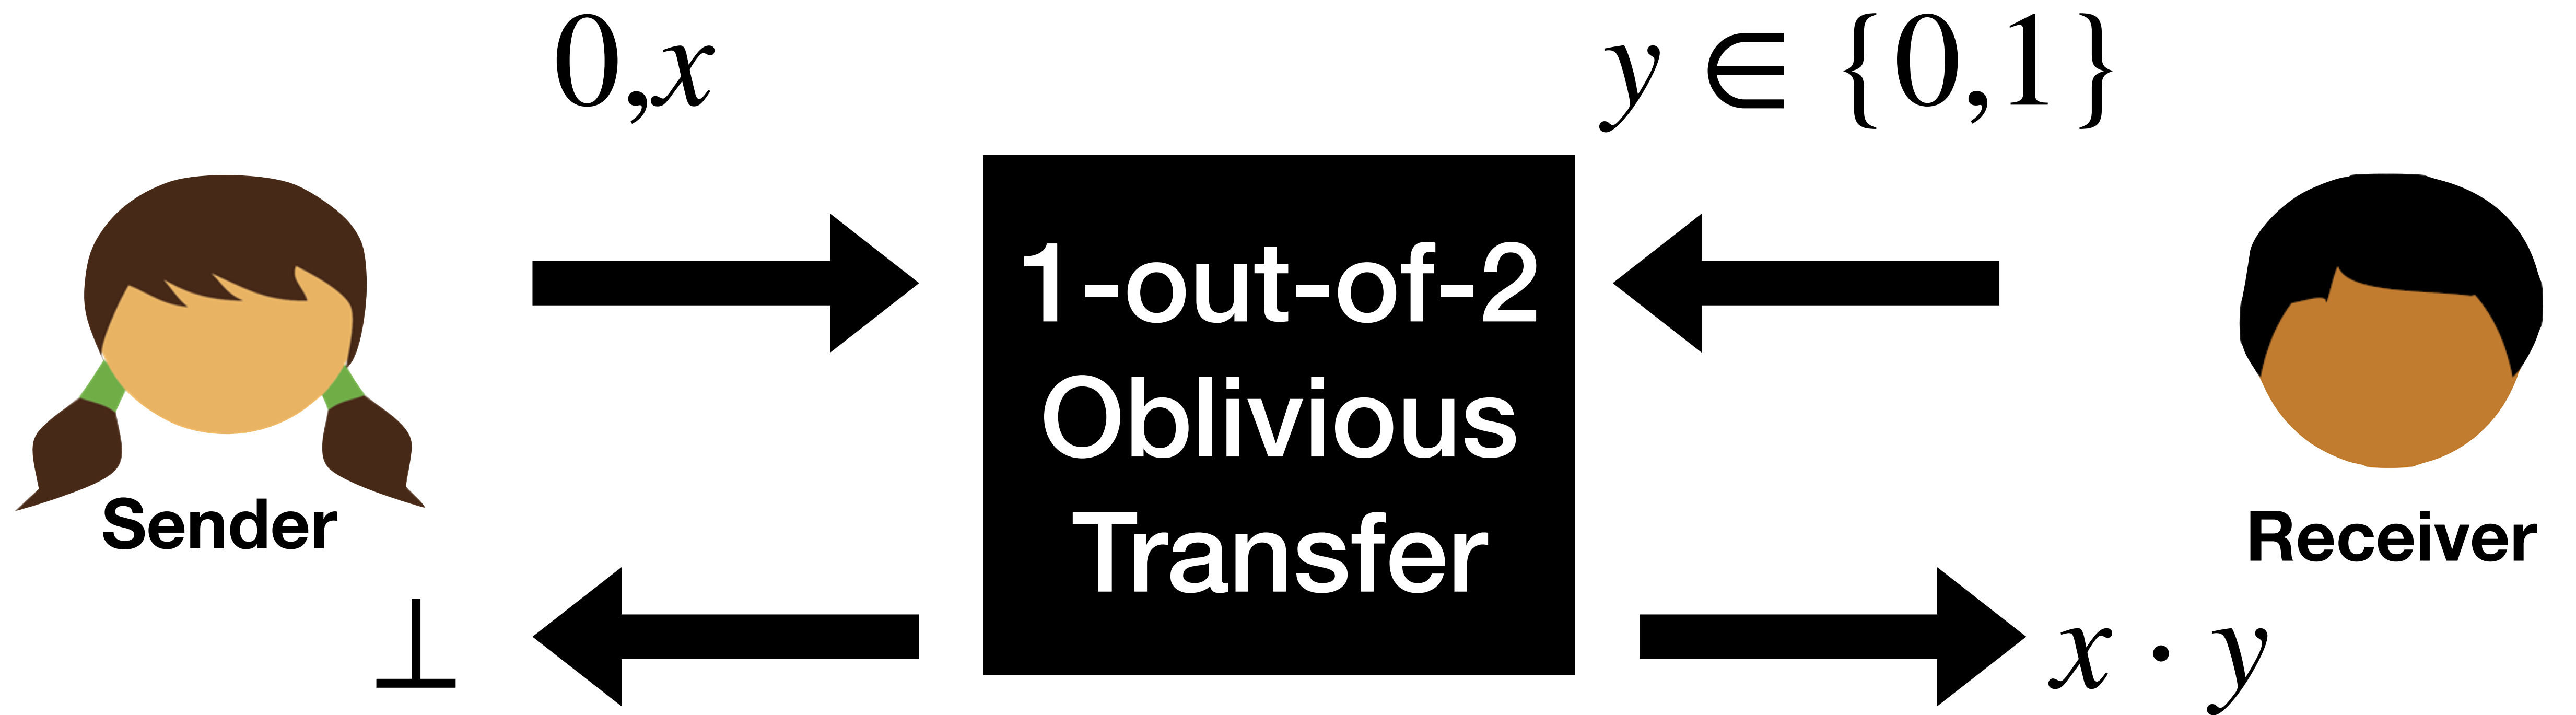 0,x
y ∈ {0,1}
1-out-of-2
Oblivious
Transfer
Sender
Receiver
⊥
x · y